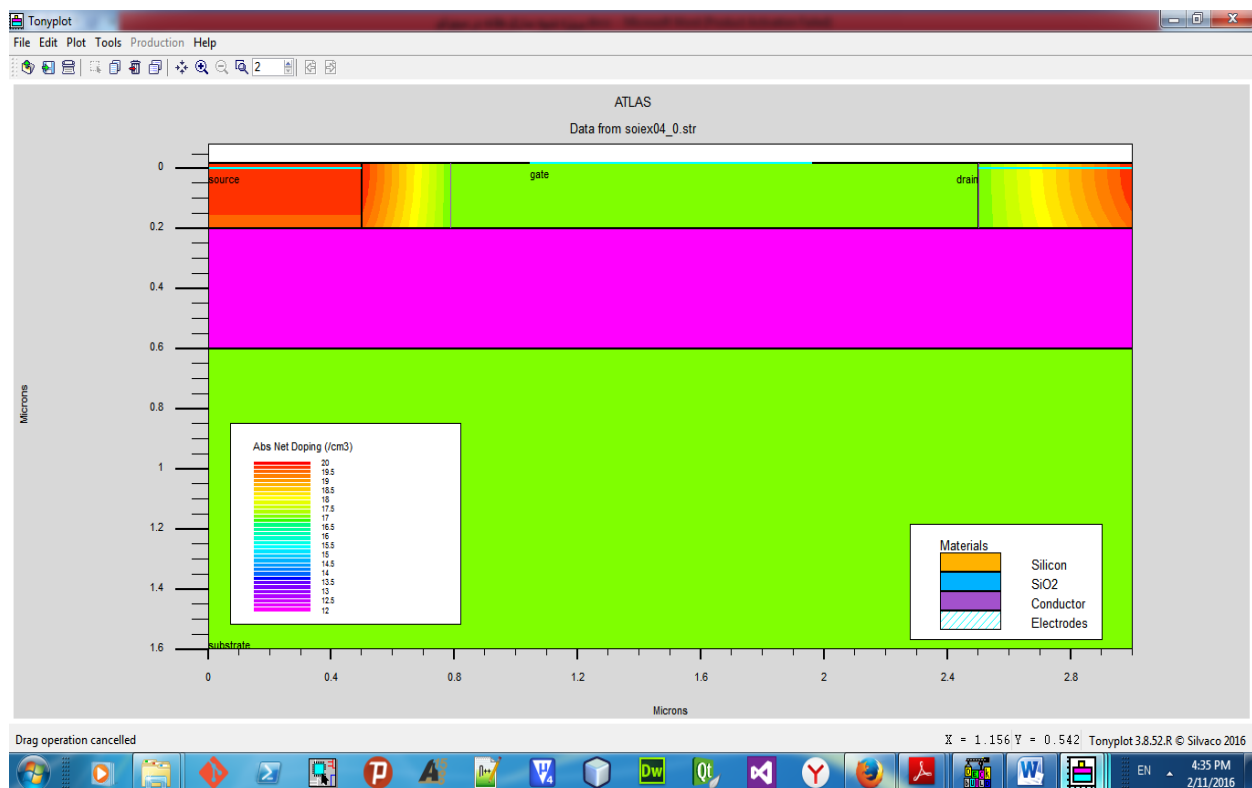 Tonyplot
File Edit Plot Tools Production Help
2
ATLAS
Data from soiex04_0.str
0
source
gate
drain
0.2
0.4
0.6
Microns
0.8
1
1.2
1.4
1.6
substrate
Abs Net Doping (/cm3)
20
19.5
19
18.5
18
17.5
17
16.5
16
15.5
15
14.5
14
13.5
13
12.5
12
Materials
Silicon
SiO2
Conductor
Electrodes
0 0.4 0.8 1.2 1.6 2 2.4 2.8
Microns
Drag operation cancelled
X = 1.156 Y = 0.542 Tonyplot 3.8.52.R © Silvaco 2016
EN
4:35 PM
2/11/2016